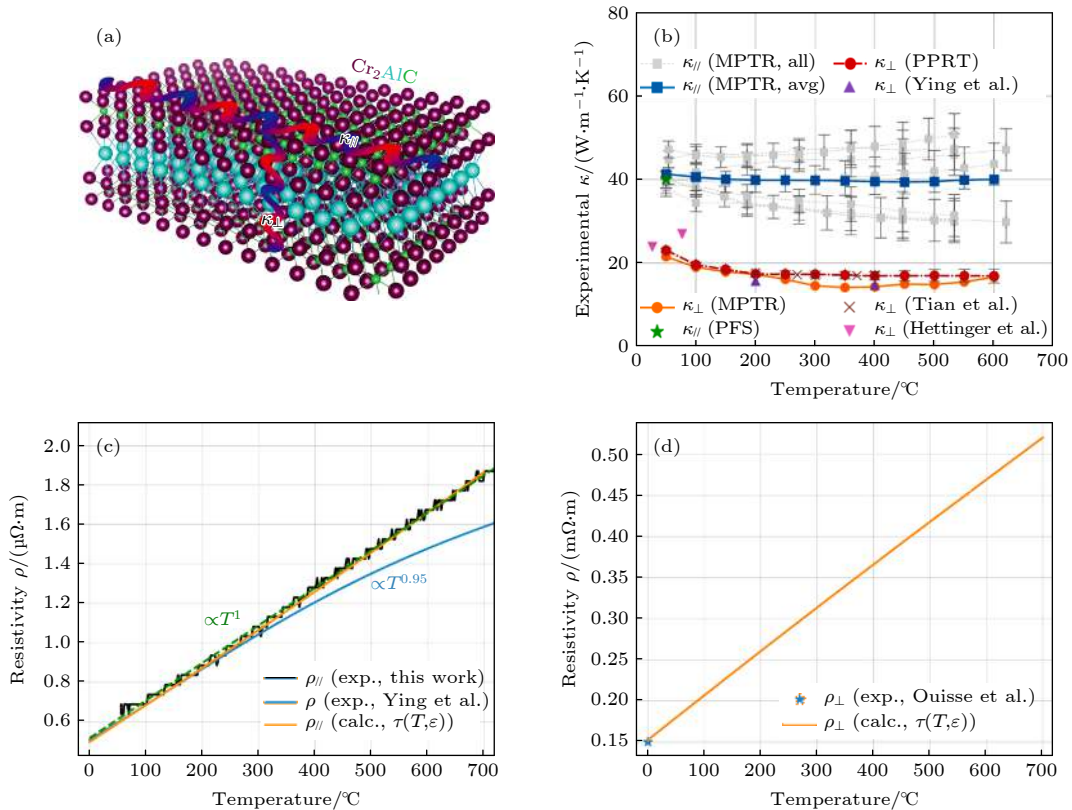 (a)
Cr₂AlC
κ//
κ⊥
(b)
κ// (MPTR, all)
κ// (MPTR, avg)
κ⊥ (PPRT)
κ⊥ (Ying et al.)
κ⊥ (MPTR)
κ// (PFS)
κ⊥ (Tian et al.)
κ⊥ (Hettinger et al.)
Experimental κ/(W·m⁻¹·K⁻¹)
80
60
40
20
0
0 100 200 300 400 500 600 700
Temperature/℃
(c)
Resistivity ρ/(μΩ·m)
2.0
1.8
1.6
1.4
1.2
1.0
0.8
0.6
∝T¹
∝T⁰·⁹⁵
ρ// (exp., this work)
ρ (exp., Ying et al.)
ρ// (calc., τ(T,ε))
0 100 200 300 400 500 600 700
Temperature/℃
(d)
Resistivity ρ/(mΩ·m)
0.50
0.45
0.40
0.35
0.30
0.25
0.20
0.15
ρ⊥ (exp., Ouisse et al.)
ρ⊥ (calc., τ(T,ε))
0 100 200 300 400 500 600 700
Temperature/℃